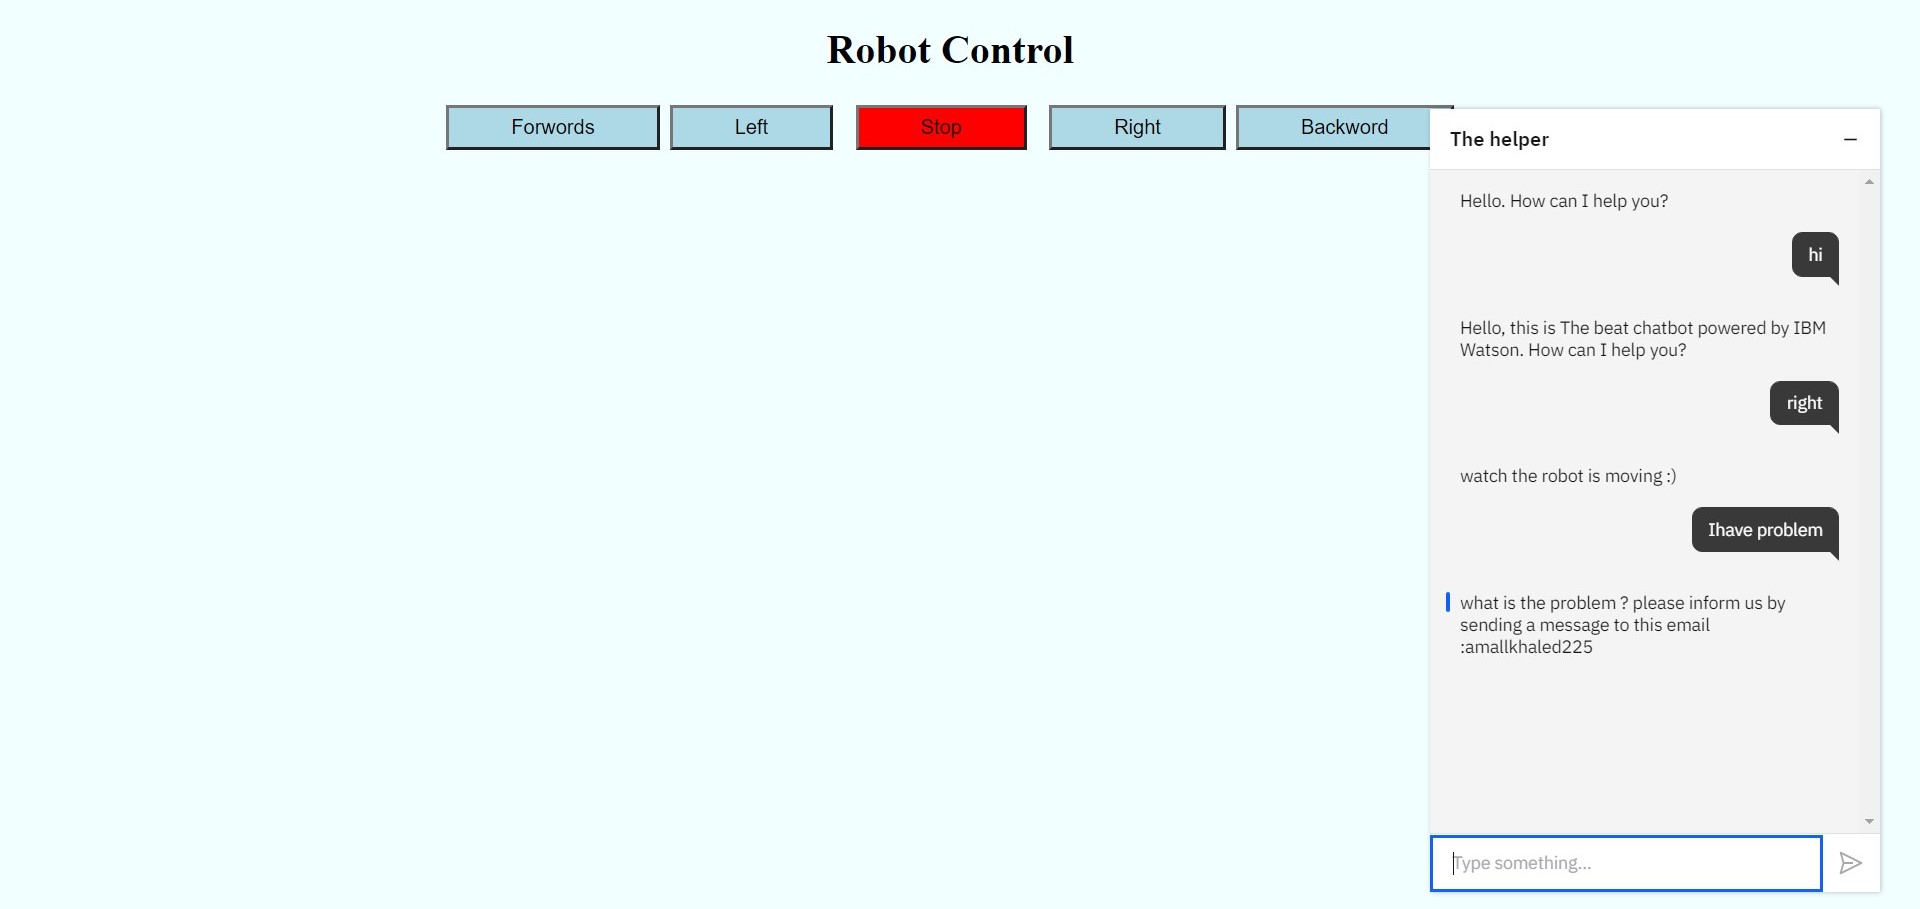 Robot Control
Forwords
Left
Stop
Right
Backword
The helper
Hello. How can I help you?
hi
Hello, this is The beat chatbot powered by IBM
Watson. How can I help you?
right
watch the robot is moving :)
Ihave problem
what is the problem ? please inform us by
sending a message to this email
:amallkhaled225
Type something...